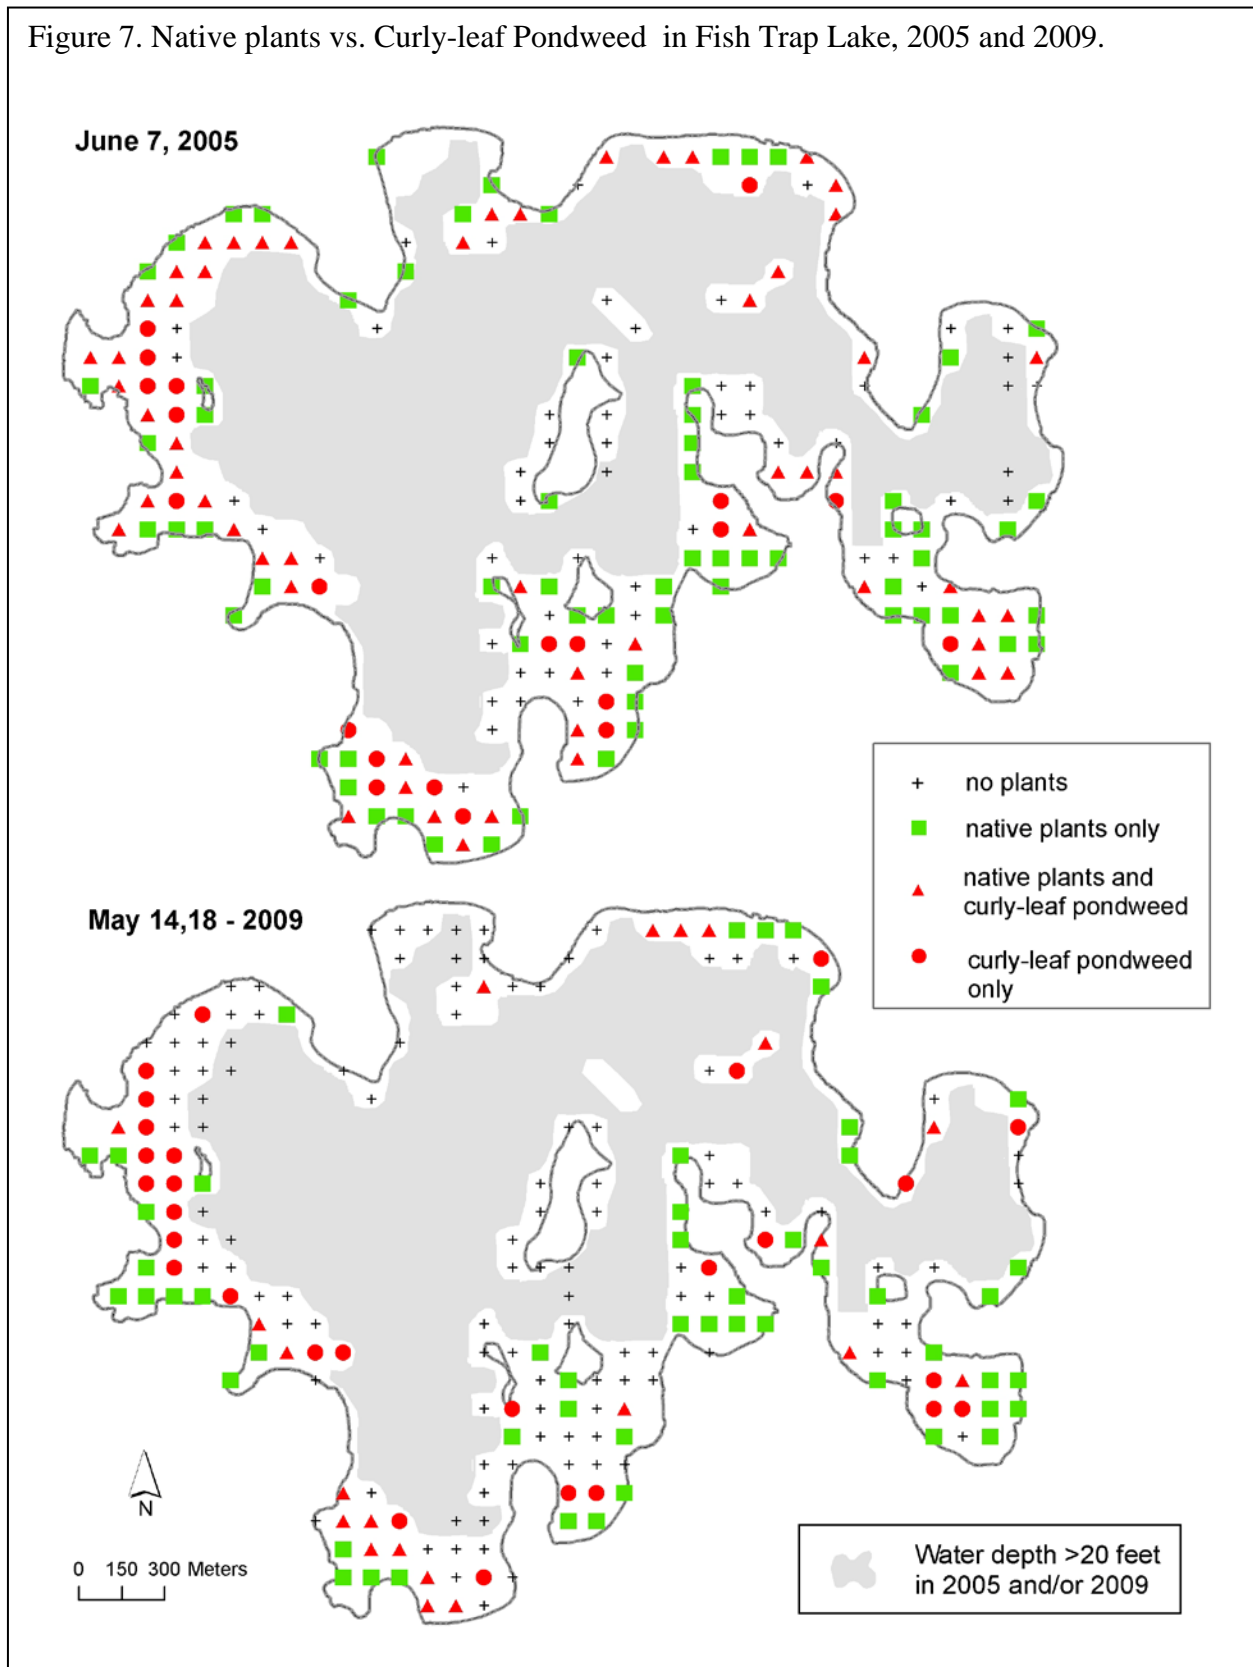 Figure 7. Native plants vs. Curly-leaf Pondweed in Fish Trap Lake, 2005 and 2009.
June 7, 2005
no plants
native plants only
native plants and
curly-leaf pondweed
curly-leaf pondweed
only
May 14,18 - 2009
N
0 150 300 Meters
Water depth >20 feet
in 2005 and/or 2009